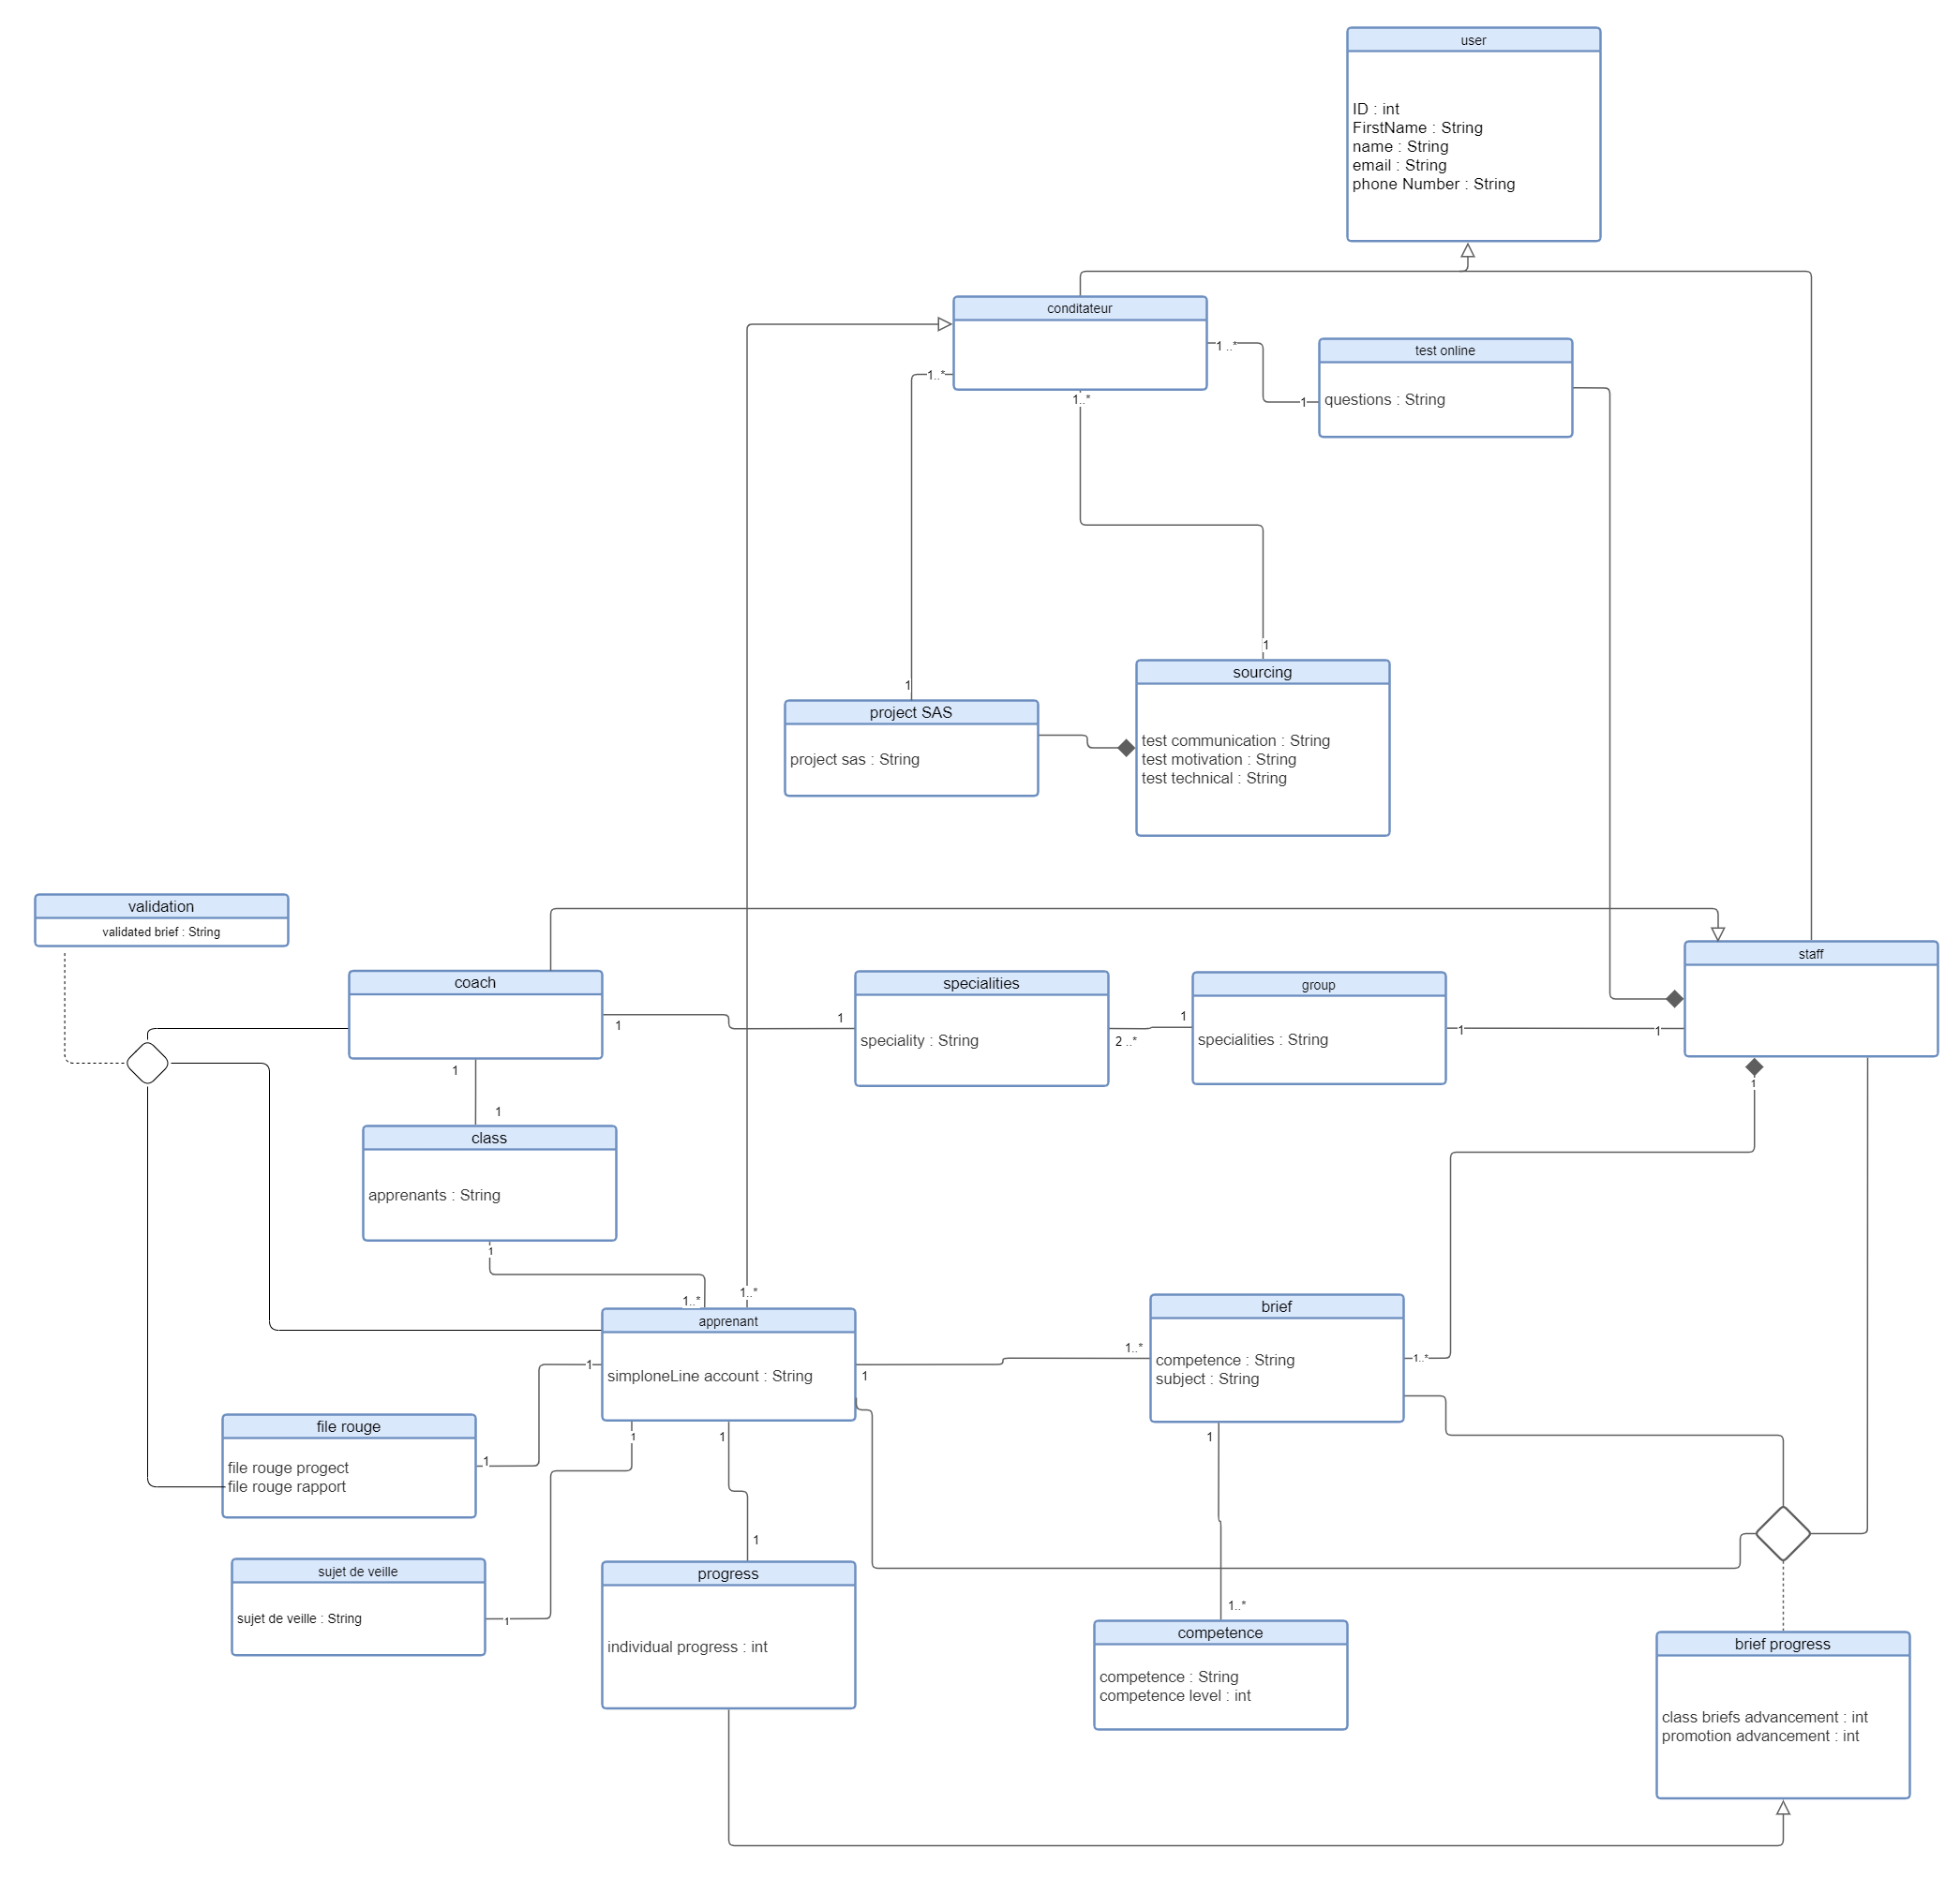 user
ID : int
FirstName : String
name : String
email : String
phone Number : String
conditateur
1 ..*
1..*
1..*
test online
questions : String
1
1
sourcing
test communication : String
test motivation : String
test technical : String
1
project SAS
project sas : String
validation
validated brief : String
coach
1
1
1
specialities
speciality : String
2 ..*
1
group
specialities : String
1
1
staff
1
1
class
apprenants : String
1
1..*
1..*
apprenant
simploneLine account : String
1
1
1
1
1..*
brief
competence : String
subject : String
1..*
1
file rouge
file rouge progect
file rouge rapport
1
sujet de veille
sujet de veille : String
1
1
progress
individual progress : int
1..*
competence
competence : String
competence level : int
brief progress
class briefs advancement : int
promotion advancement : int